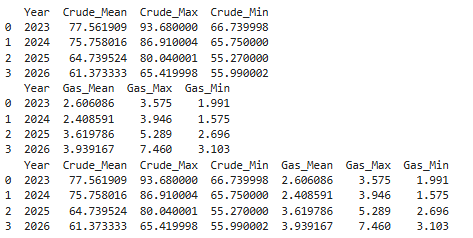 Year Crude_Mean Crude_Max Crude_Min
0 2023 77.561909 93.680000 66.739998
1 2024 75.758016 86.910004 65.750000
2 2025 64.739524 80.040001 55.270000
3 2026 61.373333 65.419998 55.990002
Year Gas_Mean Gas_Max Gas_Min
0 2023 2.606086 3.575 1.991
1 2024 2.408591 3.946 1.575
2 2025 3.619786 5.289 2.696
3 2026 3.939167 7.460 3.103
Year Crude_Mean Crude_Max Crude_Min Gas_Mean Gas_Max Gas_Min
0 2023 77.561909 93.680000 66.739998 2.606086 3.575 1.991
1 2024 75.758016 86.910004 65.750000 2.408591 3.946 1.575
2 2025 64.739524 80.040001 55.270000 3.619786 5.289 2.696
3 2026 61.373333 65.419998 55.990002 3.939167 7.460 3.103